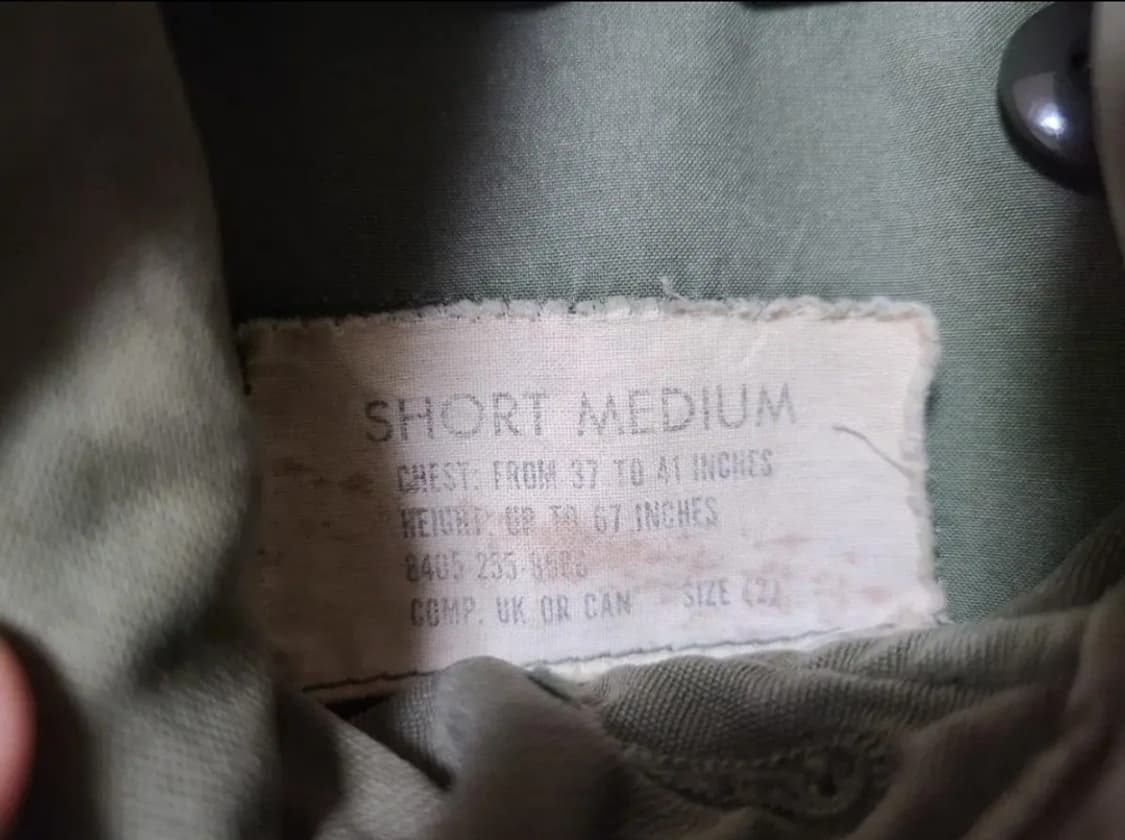 SHORT MEDIUM
CHEST: FROM 37 TO 41 INCHES
HEIGHT: UP TO 67 INCHES
8405-255-
COMP. UK OR CAN SIZE (2)